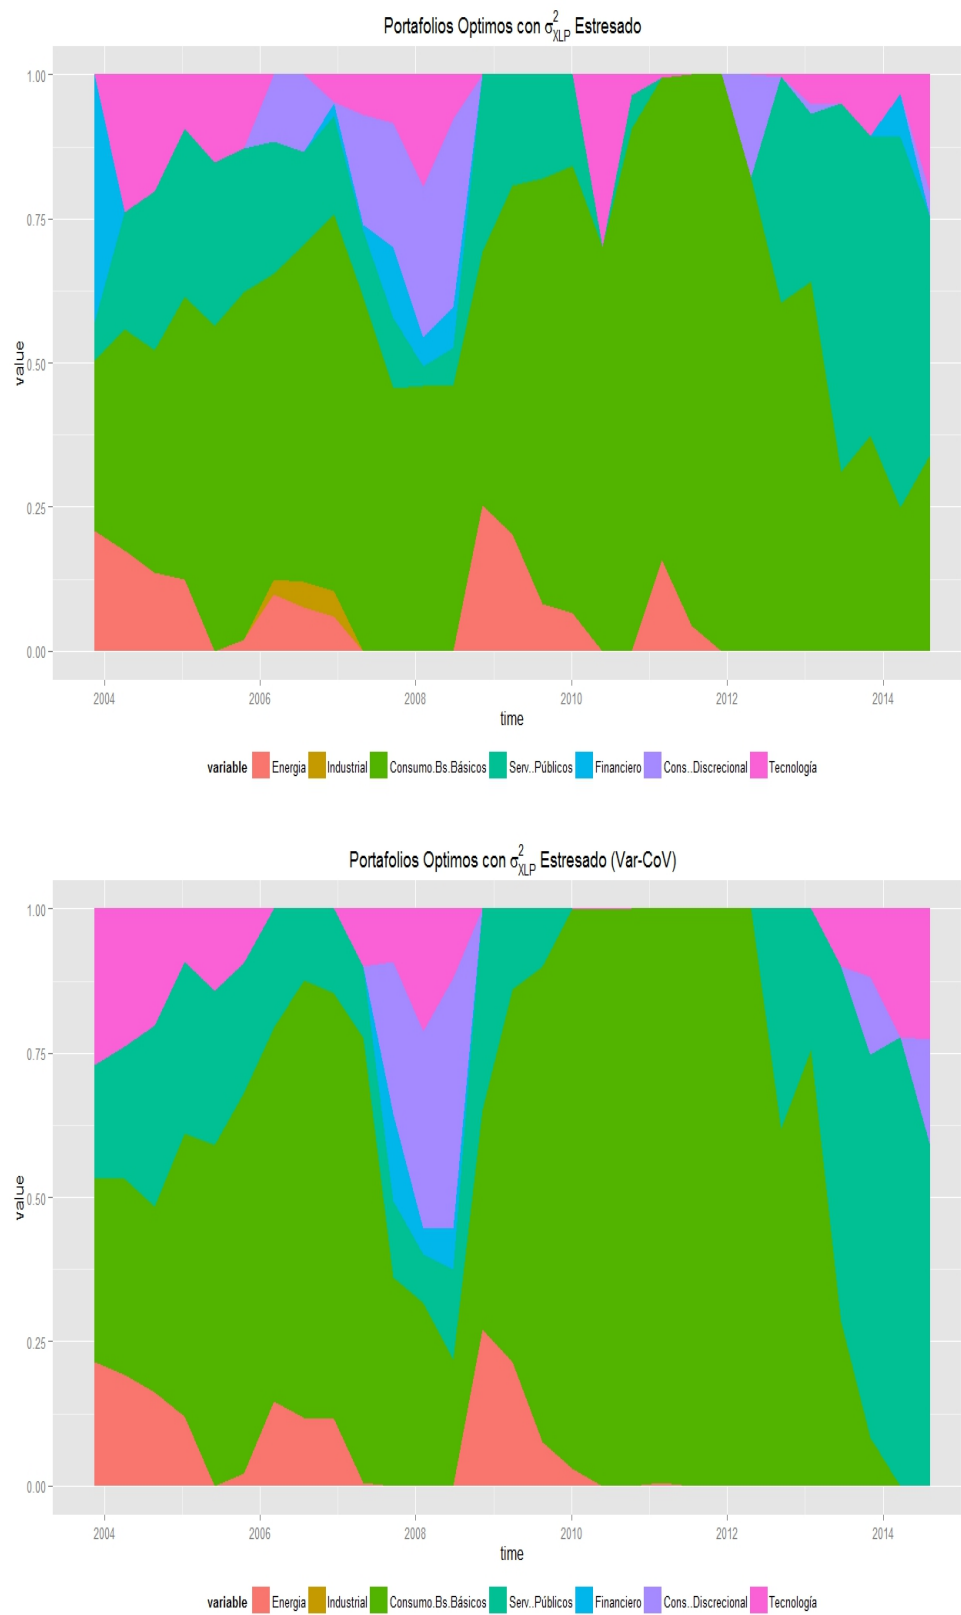 Portafolios Optimos con σ²XLP Estresado
1.00
0.75
0.50
0.25
0.00
value
2004 2006 2008 2010 2012 2014
time
variable Energia Industrial Consumo.Bs.Básicos Serv..Públicos Financiero Cons..Discrecional Tecnología
Portafolios Optimos con σ²XLP Estresado (Var-CoV)
1.00
0.75
0.50
0.25
0.00
value
2004 2006 2008 2010 2012 2014
time
variable Energia Industrial Consumo.Bs.Básicos Serv..Públicos Financiero Cons..Discrecional Tecnología